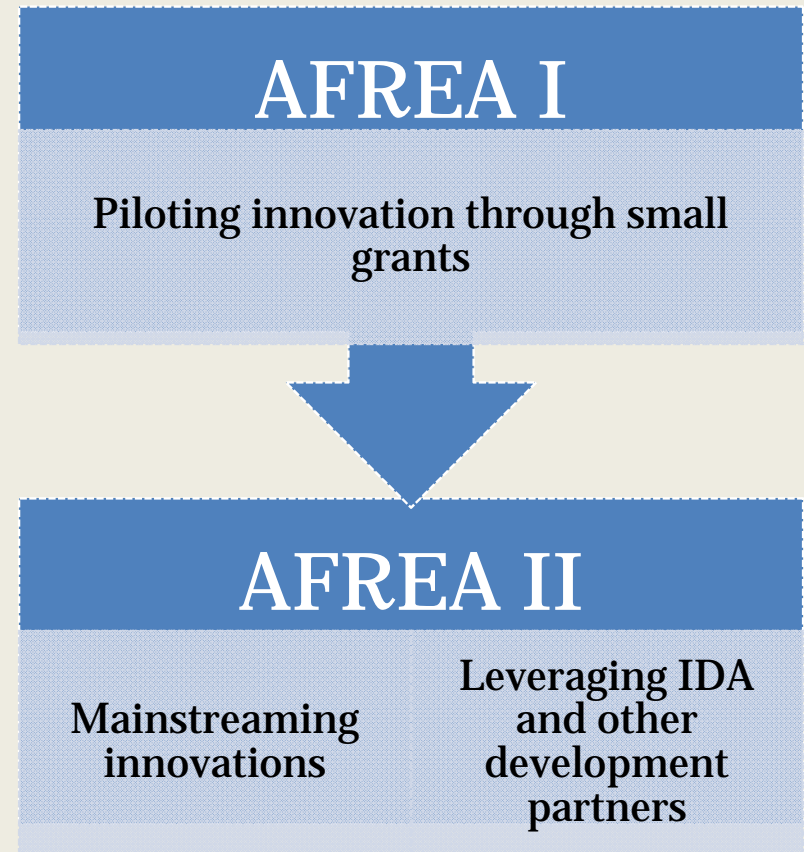 AFREA I
Piloting innovation through small
grants
AFREA II
Mainstreaming
innovations
Leveraging IDA
and other
development
partners